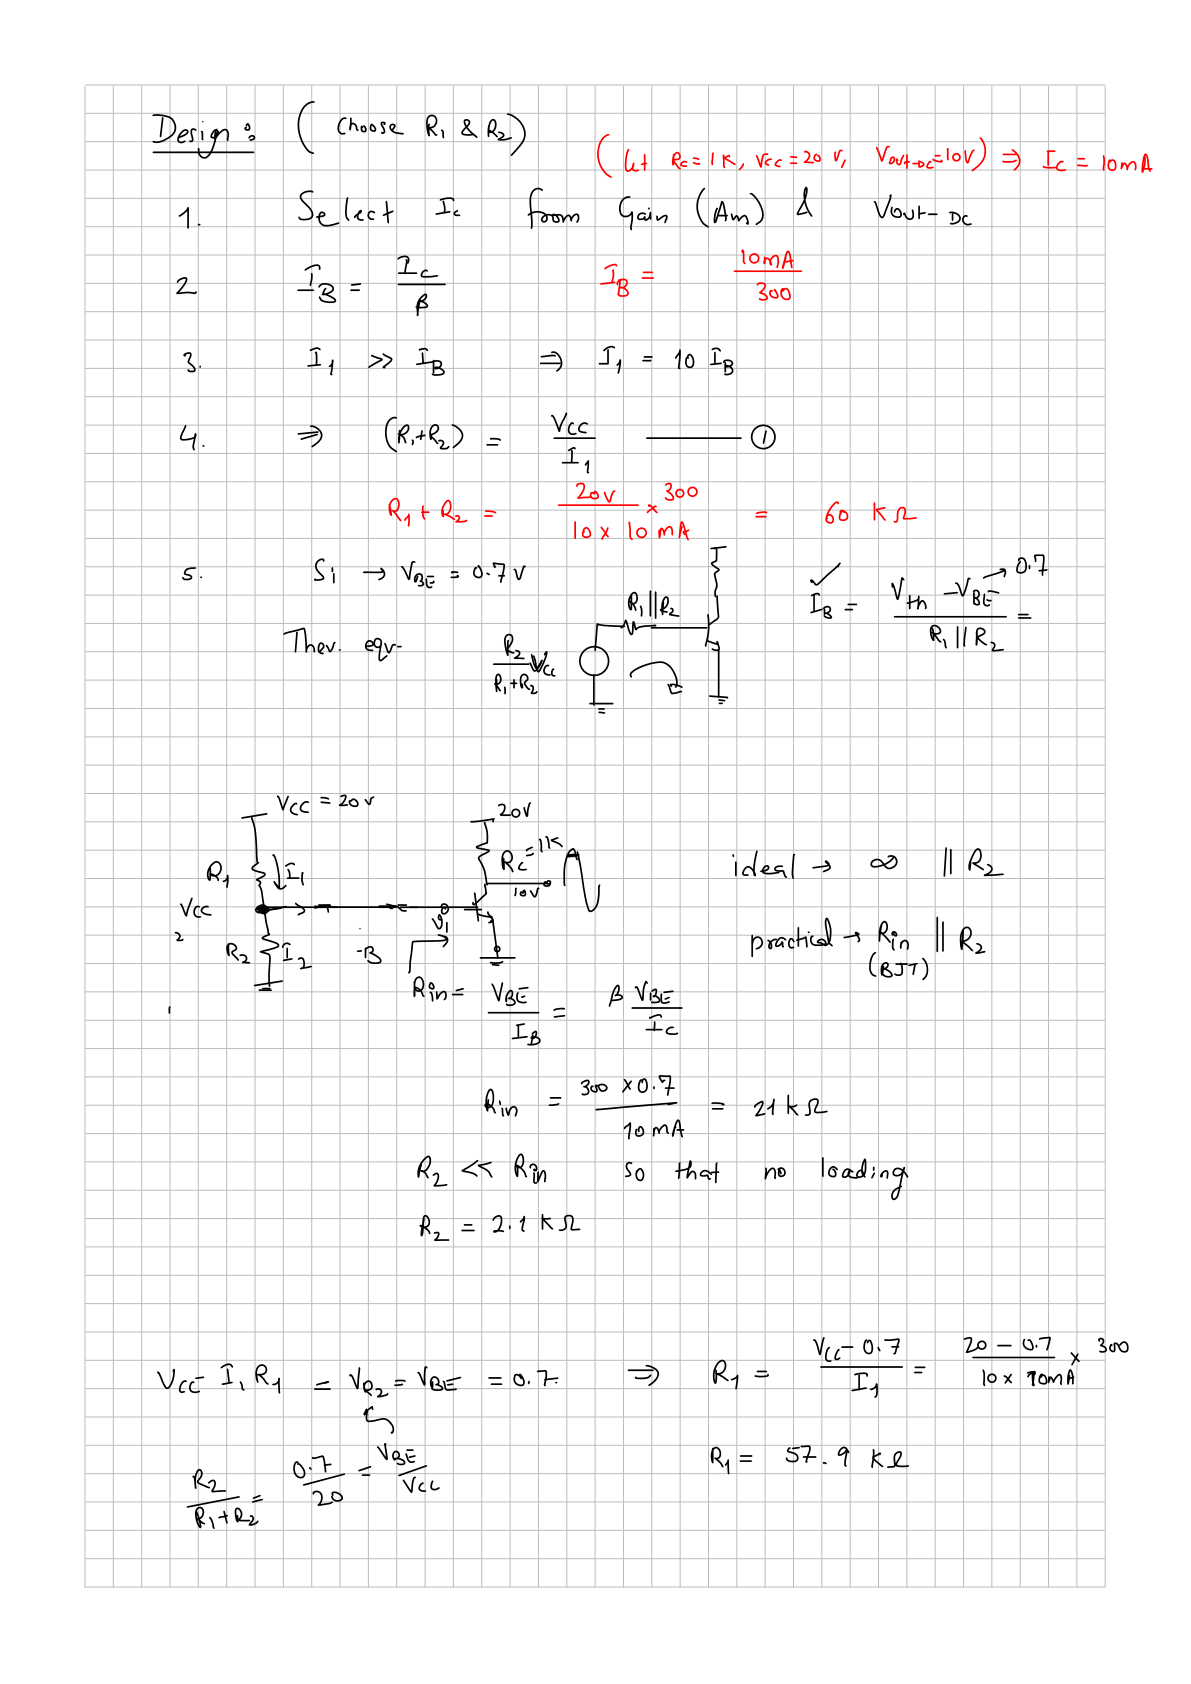 Design: ( Choose R1 & R2)
( let Rc = 1K, Vcc = 20 V, Vout-DC = 10V) ⇒ Ic = 10mA
1. Select Ic from Gain (Am) & Vout-DC
2 IB = Ic / β IB = 10mA / 300
3. I1 >> IB ⇒ I1 = 10 IB
4. ⇒ (R1+R2) = VCC / I1 ——— ①
R1 + R2 = 20V / 10 x 10 mA x 300 = 60 KΩ
5. Si → VBE = 0.7 V
✓ IB = Vth - VBE → 0.7 / R1 || R2 =
R1 || R2
Thev. eqv-
R2 / R1+R2 Vcc
VCC = 20V
20V
R1 I1
RC = 1K
10V
ideal → ∞ || R2
VCC
2
Vi
R2 I2
-B
practical → Rin || R2
(BJT)
Rin = VBE / IB = β VBE / IC
Rin = 300 x 0.7 / 10 mA = 21 k Ω
R2 << Rin so that no loading
R2 = 2.1 K Ω
VCC - I1 R1 = VR2 = VBE = 0.7 ⇒ R1 = VCC - 0.7 / I1 = 20 - 0.7 / 10 x 10mA x 300
R2 / R1+R2 = 0.7 / 20 = VBE / VCC
R1 = 57.9 KΩ